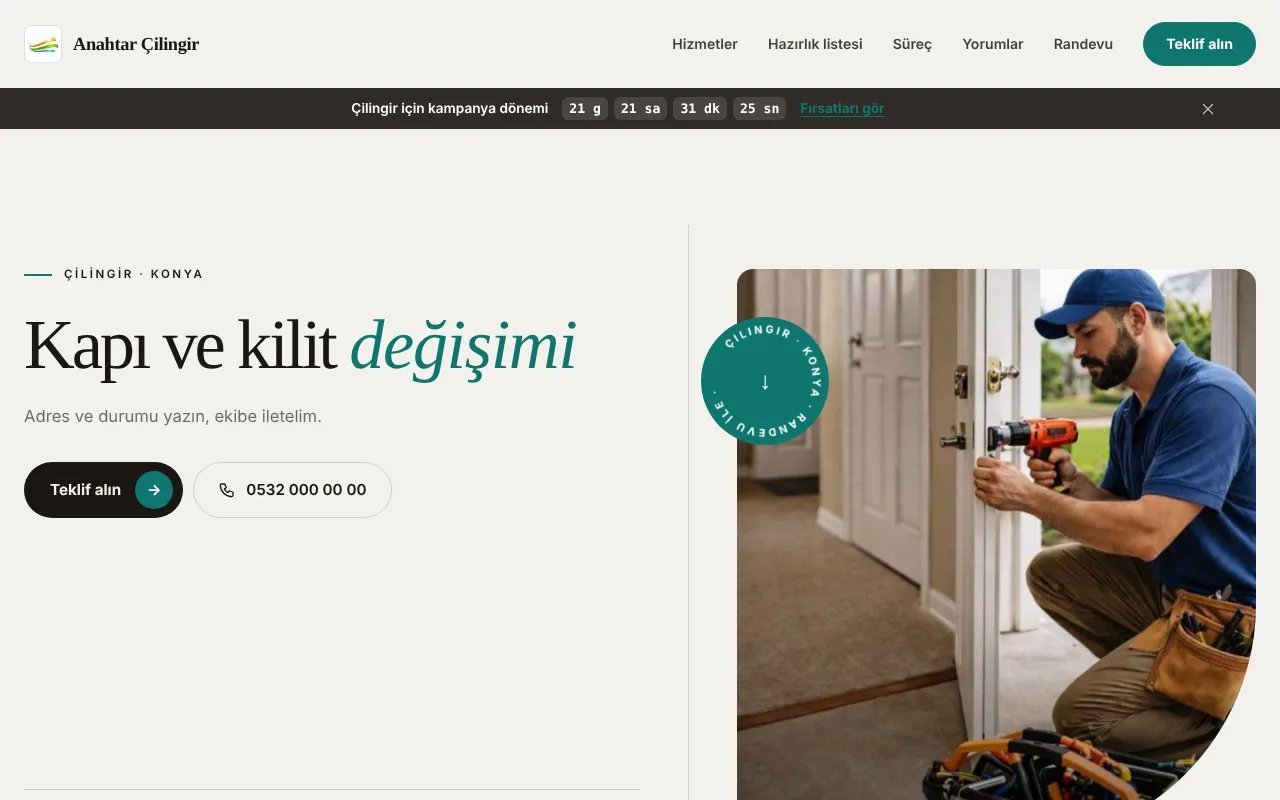 Anahtar Çilingir
Hizmetler
Hazırlık listesi
Süreç
Yorumlar
Randevu
Teklif alın
Çilingir için kampanya dönemi 21 g 21 sa 31 dk 25 sn Fırsatları gör
ÇİLİNGİR · KONYA
Kapı ve kilit değişimi
Adres ve durumu yazın, ekibe iletelim.
Teklif alın
0532 000 00 00
ÇILINGIR · KONYA · RANDEVU ILE ·